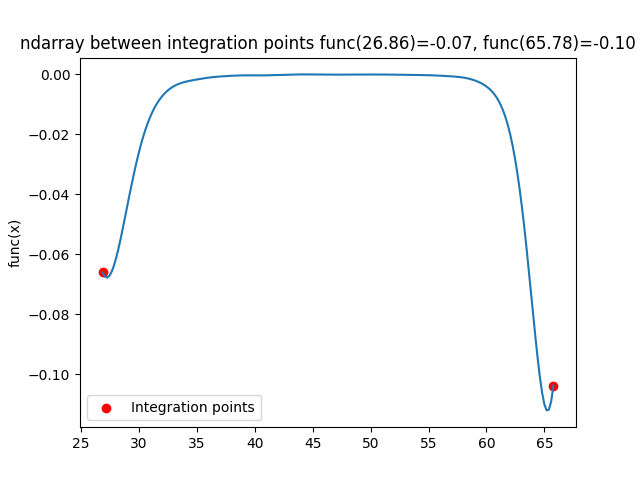 ndarray between integration points func(26.86)=-0.07, func(65.78)=-0.10
0.00
−0.02
−0.04
−0.06
−0.08
−0.10
func(x)
Integration points
25 30 35 40 45 50 55 60 65